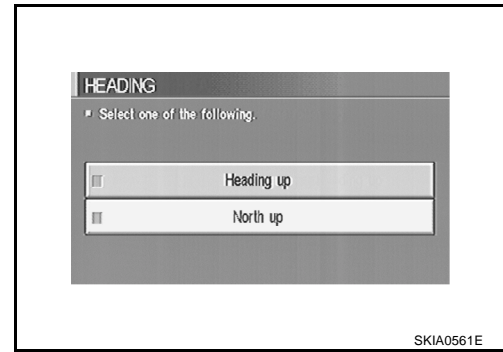 HEADING
Select one of the following.
Heading up
North up
SKIA0561E